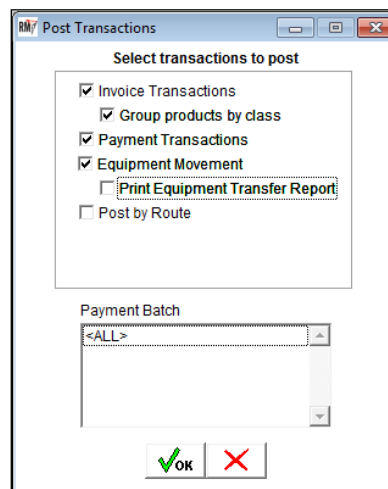 RM Post Transactions
Select transactions to post
Invoice Transactions
Group products by class
Payment Transactions
Equipment Movement
Print Equipment Transfer Report
Post by Route
Payment Batch
<ALL>
OK